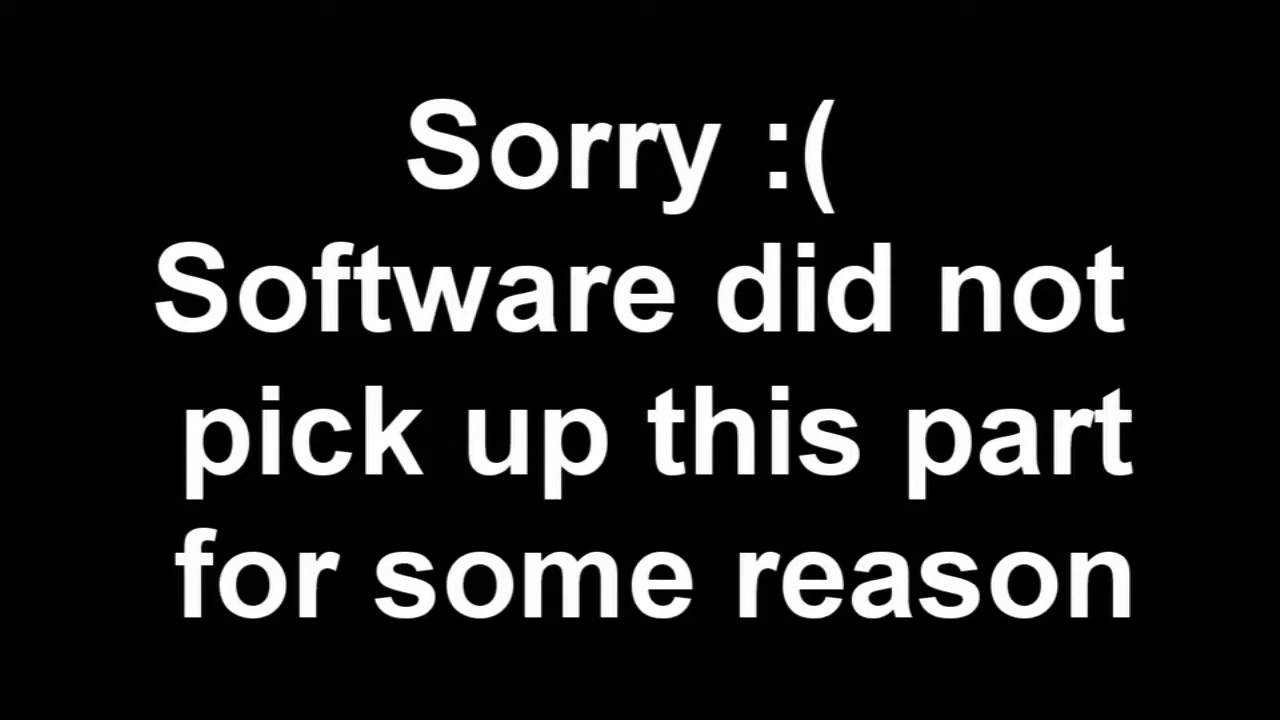 Sorry :(
Software did not
pick up this part
for some reason